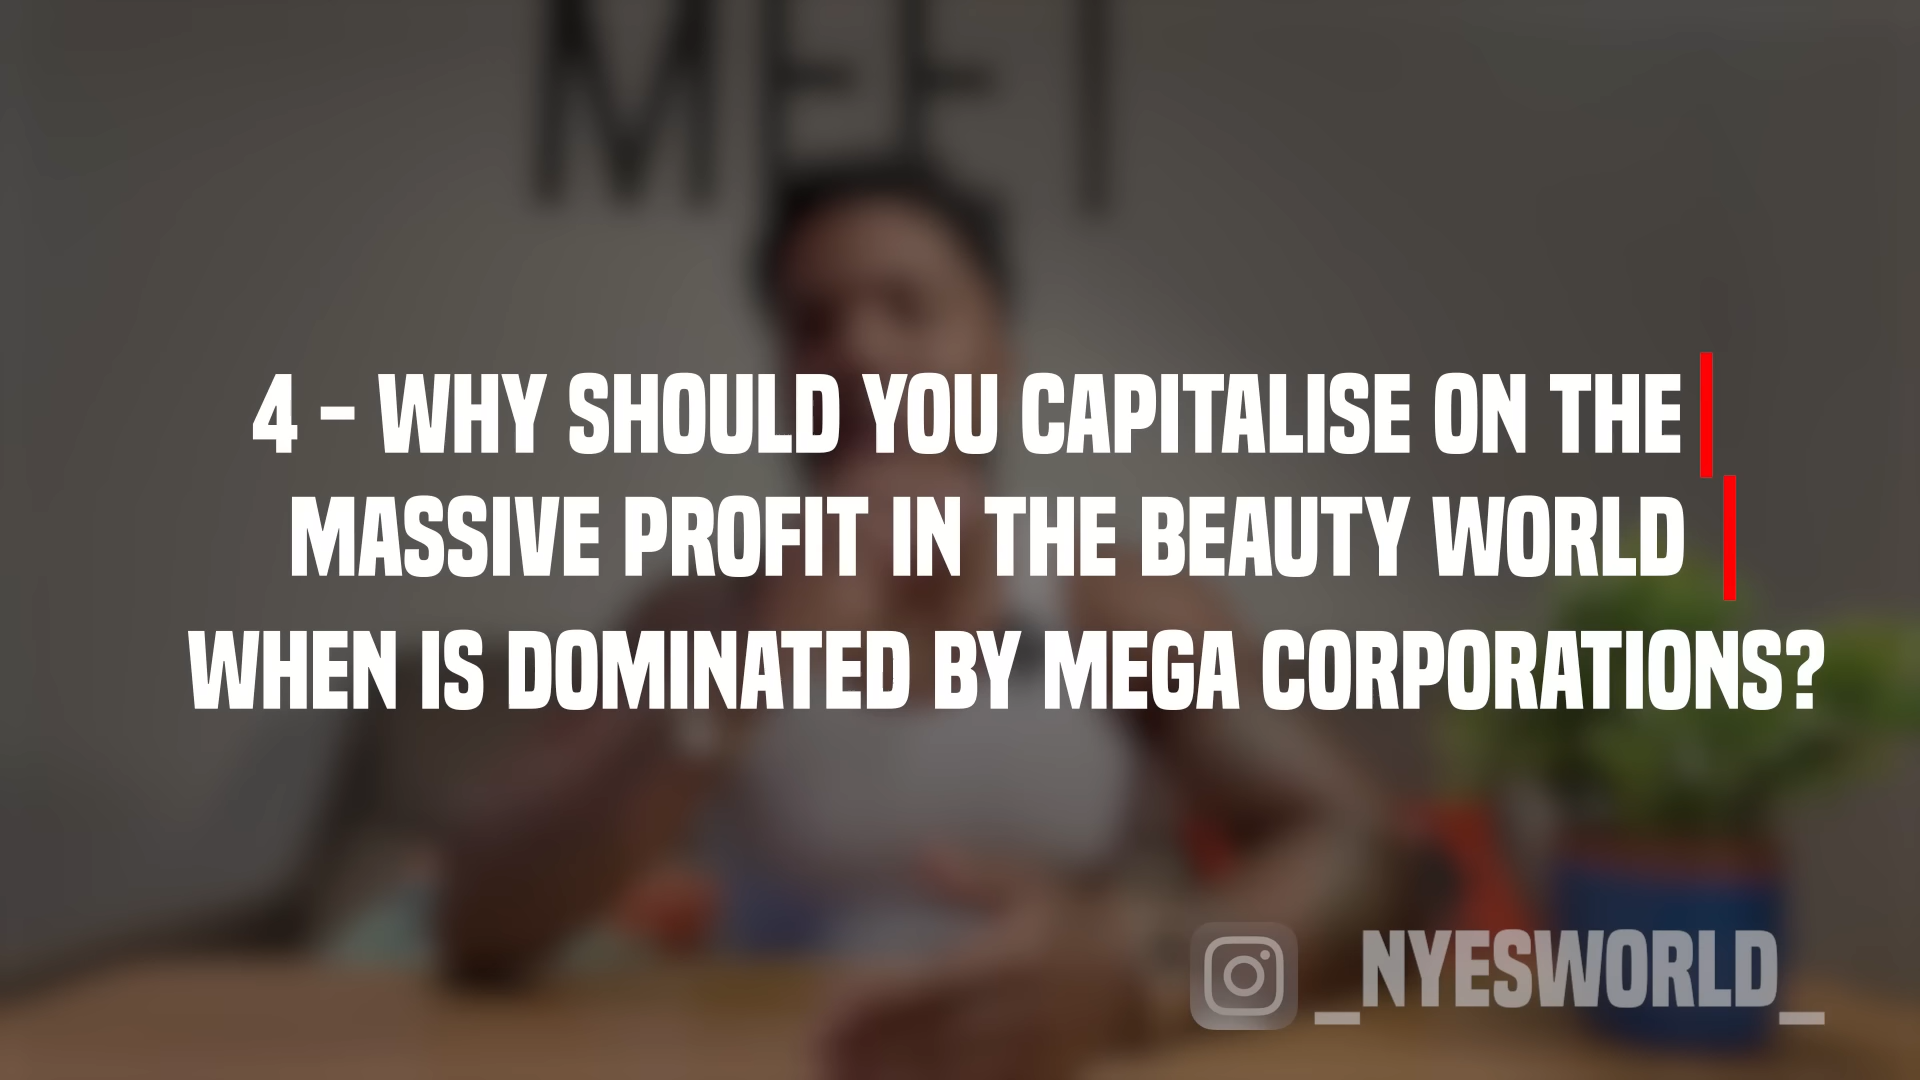 MEET
4 – WHY SHOULD YOU CAPITALISE ON THE
MASSIVE PROFIT IN THE BEAUTY WORLD
WHEN IS DOMINATED BY MEGA CORPORATIONS?
_NYESWORLD_